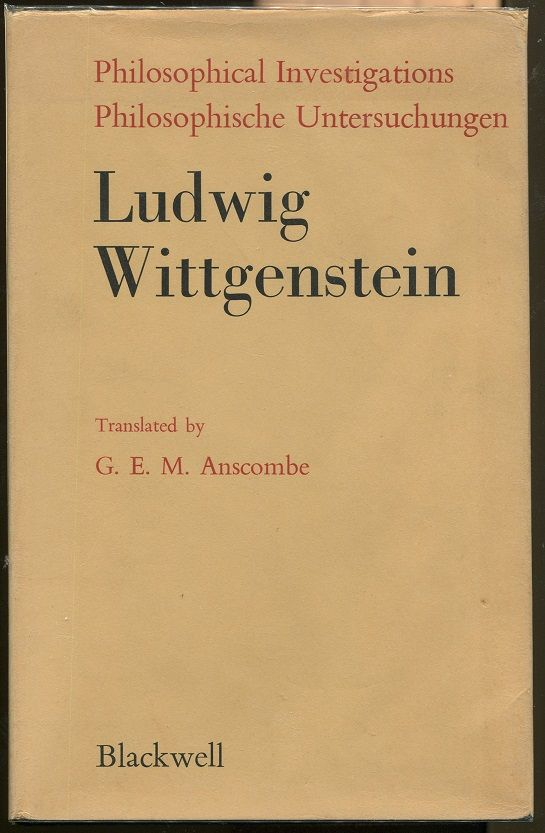 Philosophical Investigations
Philosophische Untersuchungen
Ludwig
Wittgenstein
Translated by
G. E. M. Anscombe
Blackwell